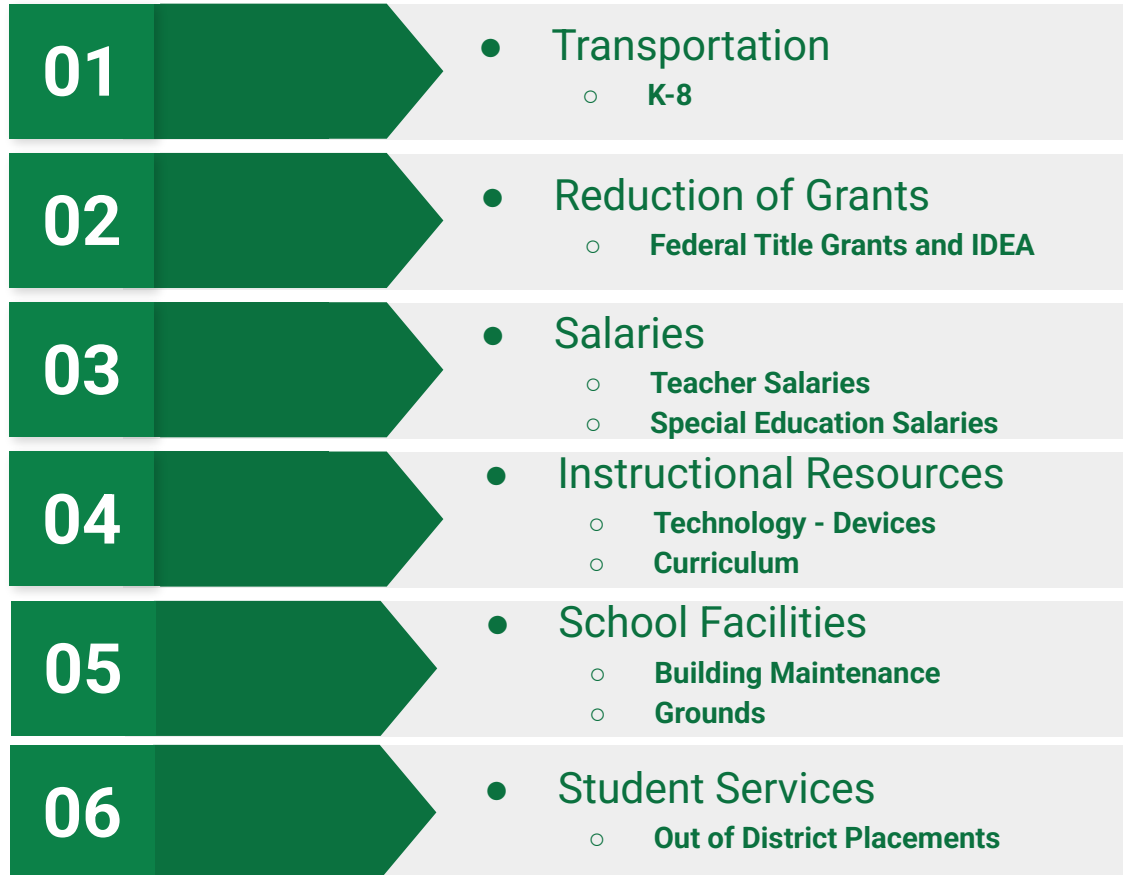 01
● Transportation
○ K-8
02
● Reduction of Grants
○ Federal Title Grants and IDEA
03
● Salaries
○ Teacher Salaries
○ Special Education Salaries
04
● Instructional Resources
○ Technology - Devices
○ Curriculum
05
● School Facilities
○ Building Maintenance
○ Grounds
06
● Student Services
○ Out of District Placements